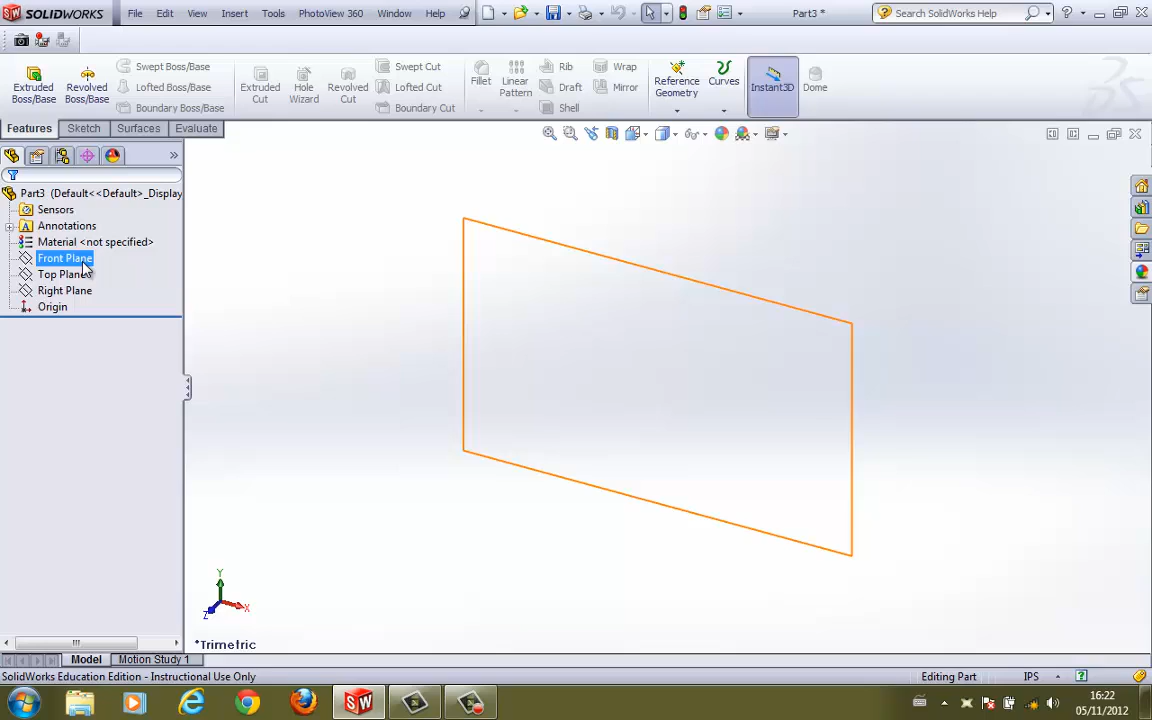 SOLIDWORKS File Edit View Insert Tools PhotoView 360 Window Help Part3 * Search SolidWorks Help
Extruded Boss/Base
Revolved Boss/Base
Swept Boss/Base
Lofted Boss/Base
Boundary Boss/Base
Extruded Cut
Hole Wizard
Revolved Cut
Swept Cut
Lofted Cut
Boundary Cut
Fillet
Linear Pattern
Rib
Draft
Shell
Wrap
Mirror
Reference Geometry
Curves
Instant3D
Dome
Features Sketch Surfaces Evaluate
Part3 (Default<<Default>_Display
Sensors
Annotations
Material <not specified>
Front Plane
Top Plane
Right Plane
Origin
Y
X
Z
*Trimetric
Model Motion Study 1
SolidWorks Education Edition - Instructional Use Only Editing Part IPS
16:22
05/11/2012